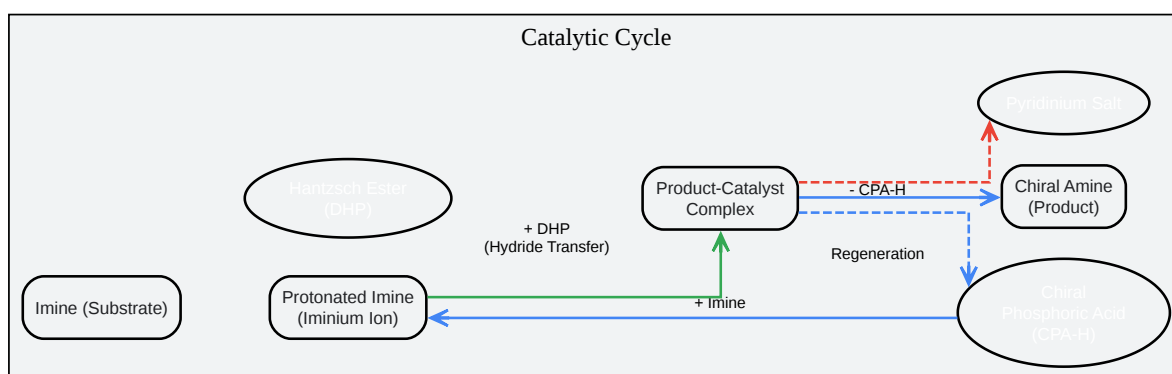 Catalytic Cycle
Pyridinium Salt
Hantzsch Ester
(DHP)
Product-Catalyst
Complex
- CPA-H
Chiral Amine
(Product)
+ DHP
(Hydride Transfer)
Regeneration
Imine (Substrate)
Protonated Imine
(Iminium Ion)
+ Imine
Chiral
Phosphoric Acid
(CPA-H)